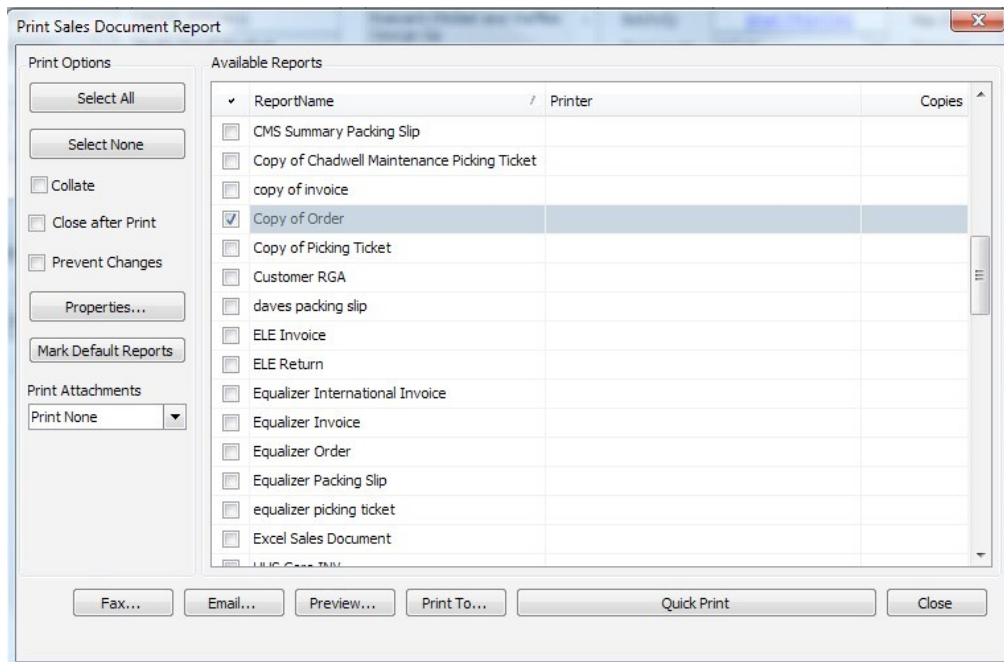 Print Sales Document Report
Print Options
Select All
Select None
Collate
Close after Print
Prevent Changes
Properties...
Mark Default Reports
Print Attachments
Print None
Available Reports
ReportName / Printer Copies
CMS Summary Packing Slip
Copy of Chadwell Maintenance Picking Ticket
copy of invoice
Copy of Order
Copy of Picking Ticket
Customer RGA
daves packing slip
ELE Invoice
ELE Return
Equalizer International Invoice
Equalizer Invoice
Equalizer Order
Equalizer Packing Slip
equalizer picking ticket
Excel Sales Document
Fax... Email... Preview... Print To... Quick Print Close